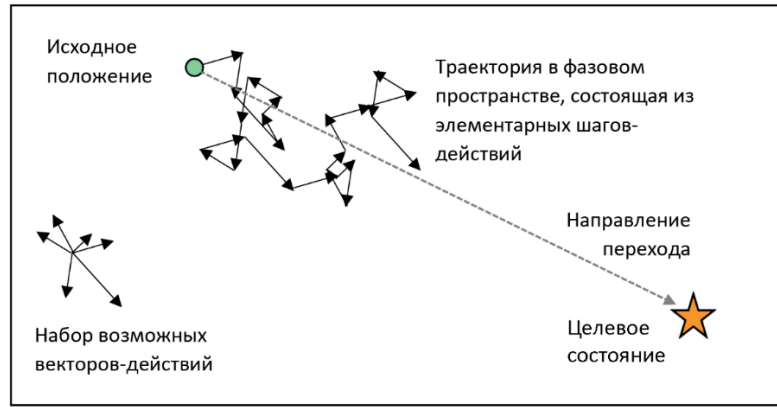 Исходное
положение
Траектория в фазовом
пространстве, состоящая из
элементарных шагов-
действий
Направление
перехода
Набор возможных
векторов-действий
Целевое
состояние